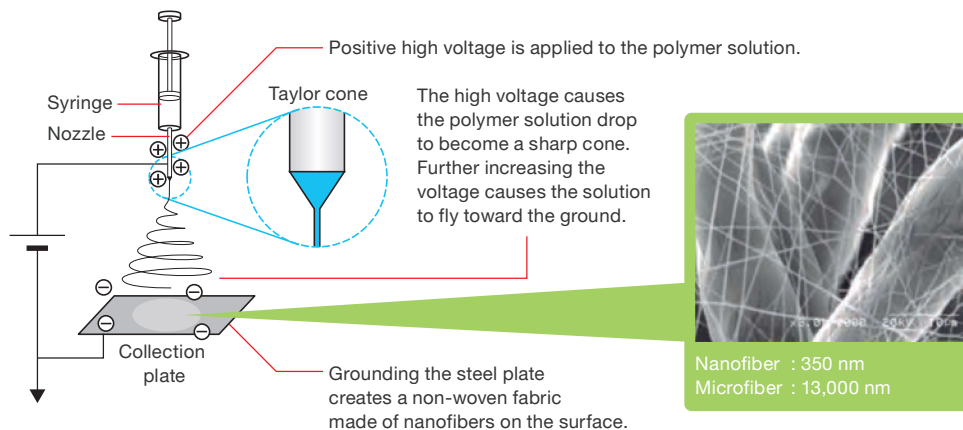 Positive high voltage is applied to the polymer solution.
Syringe
Nozzle
Taylor cone
The high voltage causes
the polymer solution drop
to become a sharp cone.
Further increasing the
voltage causes the solution
to fly toward the ground.
Collection
plate
Grounding the steel plate
creates a non-woven fabric
made of nanofibers on the surface.
20kV 10µm
Nanofiber : 350 nm
Microfiber : 13,000 nm